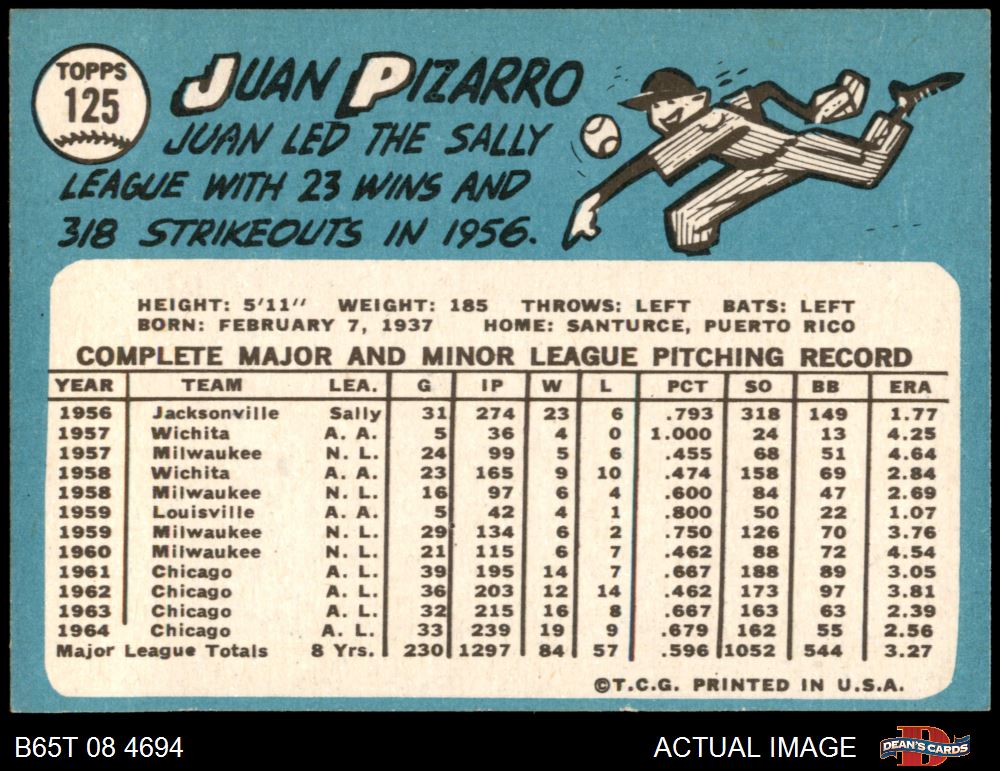 TOPPS
125
JUAN PIZARRO
JUAN LED THE SALLY
LEAGUE WITH 23 WINS AND
318 STRIKEOUTS IN 1956.
HEIGHT: 5'11" WEIGHT: 185 THROWS: LEFT BATS: LEFT
BORN: FEBRUARY 7, 1937 HOME: SANTURCE, PUERTO RICO
COMPLETE MAJOR AND MINOR LEAGUE PITCHING RECORD
YEAR TEAM LEA. G IP W L PCT SO BB ERA
1956 Jacksonville Sally 31 274 23 6 .793 318 149 1.77
1957 Wichita A. A. 5 36 4 0 1.000 24 13 4.25
1957 Milwaukee N. L. 24 99 5 6 .455 68 51 4.64
1958 Wichita A. A. 23 165 9 10 .474 158 69 2.84
1958 Milwaukee N. L. 16 97 6 4 .600 84 47 2.69
1959 Louisville A. A. 5 42 4 1 .800 50 22 1.07
1959 Milwaukee N. L. 29 134 6 2 .750 126 70 3.76
1960 Milwaukee N. L. 21 115 6 7 .462 88 72 4.54
1961 Chicago A. L. 39 195 14 7 .667 188 89 3.05
1962 Chicago A. L. 36 203 12 14 .462 173 97 3.81
1963 Chicago A. L. 32 215 16 8 .667 163 63 2.39
1964 Chicago A. L. 33 239 19 9 .679 162 55 2.56
Major League Totals 8 Yrs. 230 1297 84 57 .596 1052 544 3.27
©T.C.G. PRINTED IN U.S.A.
B65T 08 4694 ACTUAL IMAGE DEAN'S CARDS